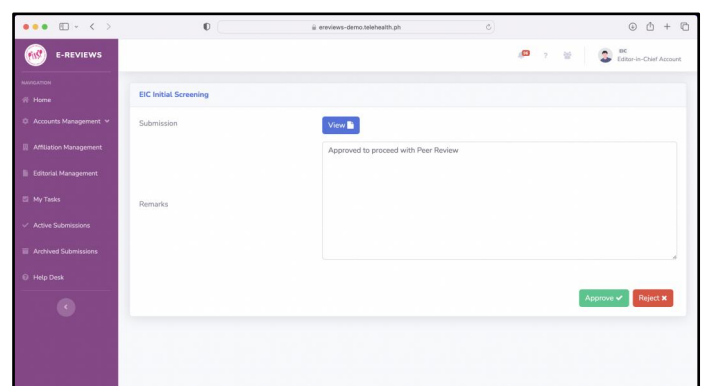 ereviews-demo.telehealth.ph
E-REVIEWS
EIC
Editor-in-Chief Account
NAVIGATION
Home
Accounts Management
Affiliation Management
Editorial Management
My Tasks
Active Submissions
Archived Submissions
Help Desk
EIC Initial Screening
Submission
View
Remarks
Approved to proceed with Peer Review
Approve
Reject